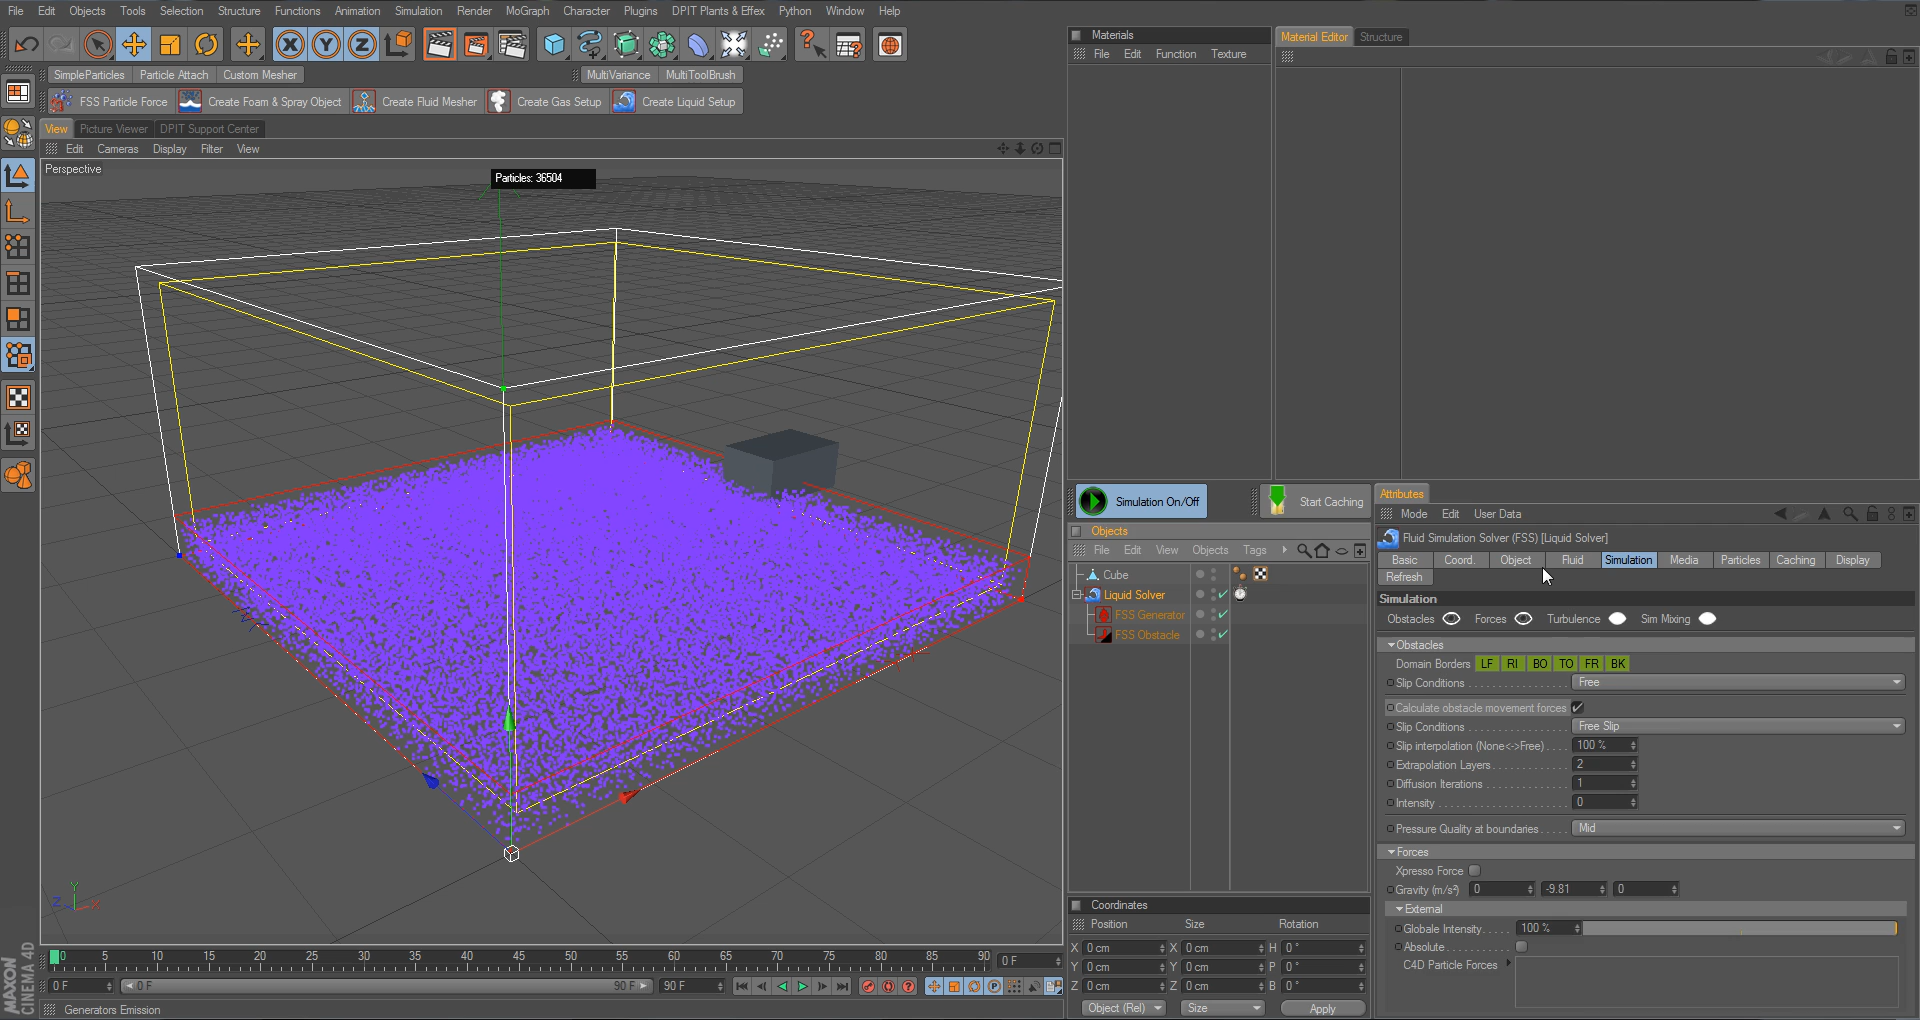 File Edit Objects Tools Selection Structure Functions Animation Simulation Render MoGraph Character Plugins DPIT Plants & Effex Python Window Help
SimpleParticles Particle Attach Custom Mesher MultiVariance MultiToolBrush
FSS Particle Force Create Foam & Spray Object Create Fluid Mesher Create Gas Setup Create Liquid Setup
View Picture Viewer DPIT Support Center
Edit Cameras Display Filter View
Perspective
Particles: 36504
Y
Z X
0 5 10 15 20 25 30 35 40 45 50 55 60 65 70 75 80 85 90 0 F
0 F 0 F 90 F 90 F
Generators Emission
MAXON
CINEMA 4D
Materials
File Edit Function Texture
Material Editor Structure
Simulation On/Off Start Caching
Objects
File Edit View Objects Tags
Cube
Liquid Solver
FSS Generator
FSS Obstacle
Coordinates
Position Size Rotation
X 0 cm X 0 cm H 0 °
Y 0 cm Y 0 cm P 0 °
Z 0 cm Z 0 cm B 0 °
Object (Rel) Size Apply
Attributes
Mode Edit User Data
Fluid Simulation Solver (FSS) [Liquid Solver]
Basic Coord. Object Fluid Simulation Media Particles Caching Display
Refresh
Simulation
Obstacles Forces Turbulence Sim Mixing
Obstacles
Domain Borders LF RI BO TO FR BK
Slip Conditions Free
Calculate obstacle movement forces
Slip Conditions Free Slip
Slip interpolation (None<->Free) 100 %
Extrapolation Layers 2
Diffusion Iterations 1
Intensity 0
Pressure Quality at boundaries Mid
Forces
Xpresso Force
Gravity (m/s²) 0 -9.81 0
External
Globale Intensity 100 %
Absolute
C4D Particle Forces